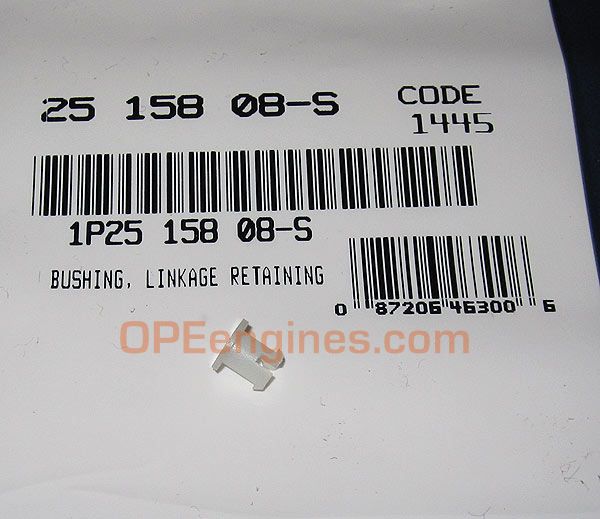 25 158 08-S
CODE
1445
1P25 158 08-S
BUSHING, LINKAGE RETAINING
0 87206 46300 6
OPEengines.com